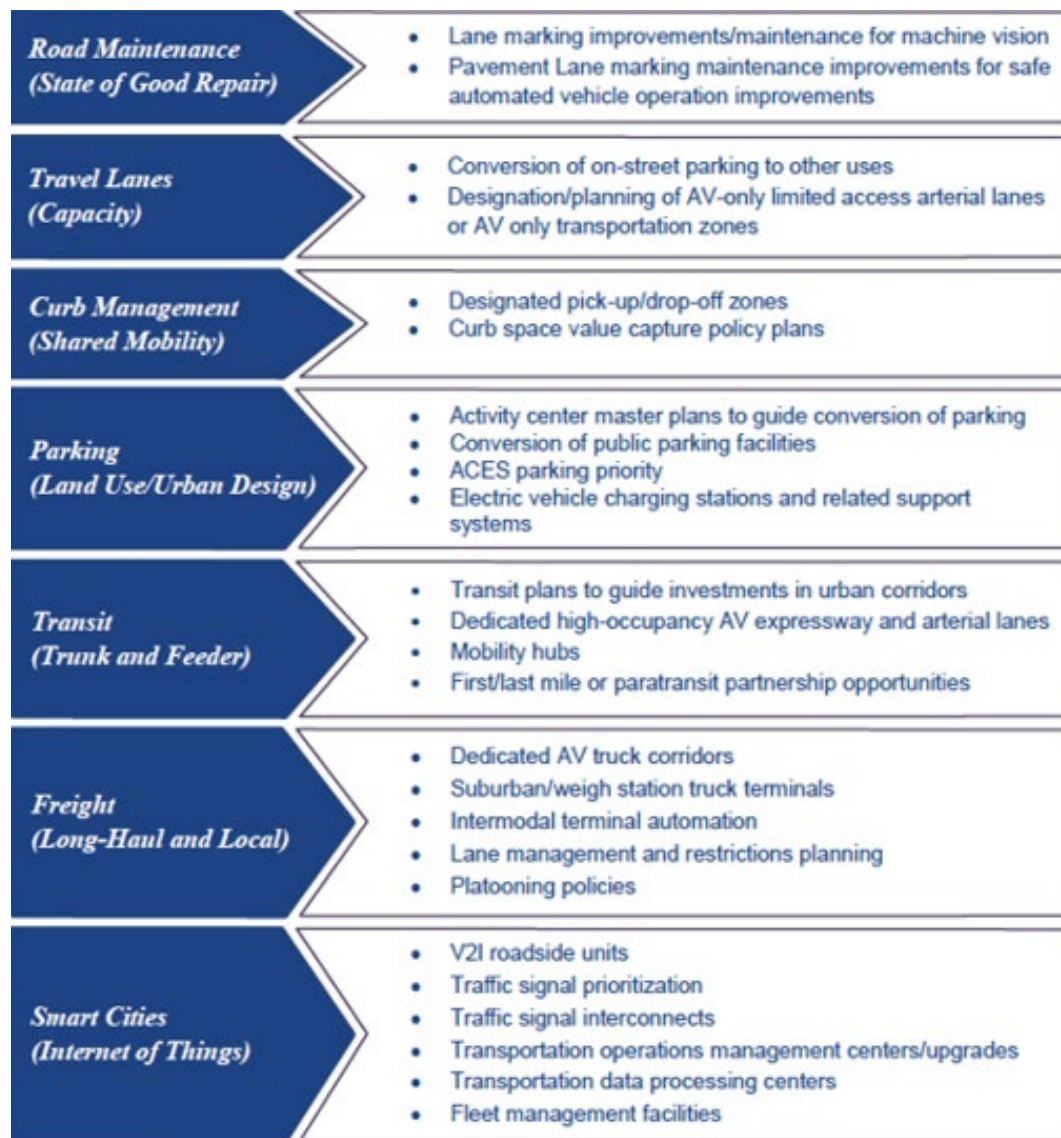 Road Maintenance
(State of Good Repair)
• Lane marking improvements/maintenance for machine vision
• Pavement Lane marking maintenance improvements for safe
automated vehicle operation improvements
Travel Lanes
(Capacity)
• Conversion of on-street parking to other uses
• Designation/planning of AV-only limited access arterial lanes
or AV only transportation zones
Curb Management
(Shared Mobility)
• Designated pick-up/drop-off zones
• Curb space value capture policy plans
Parking
(Land Use/Urban Design)
• Activity center master plans to guide conversion of parking
• Conversion of public parking facilities
• ACES parking priority
• Electric vehicle charging stations and related support
systems
Transit
(Trunk and Feeder)
• Transit plans to guide investments in urban corridors
• Dedicated high-occupancy AV expressway and arterial lanes
• Mobility hubs
• First/last mile or paratransit partnership opportunities
Freight
(Long-Haul and Local)
• Dedicated AV truck corridors
• Suburban/weigh station truck terminals
• Intermodal terminal automation
• Lane management and restrictions planning
• Platooning policies
Smart Cities
(Internet of Things)
• V2I roadside units
• Traffic signal prioritization
• Traffic signal interconnects
• Transportation operations management centers/upgrades
• Transportation data processing centers
• Fleet management facilities